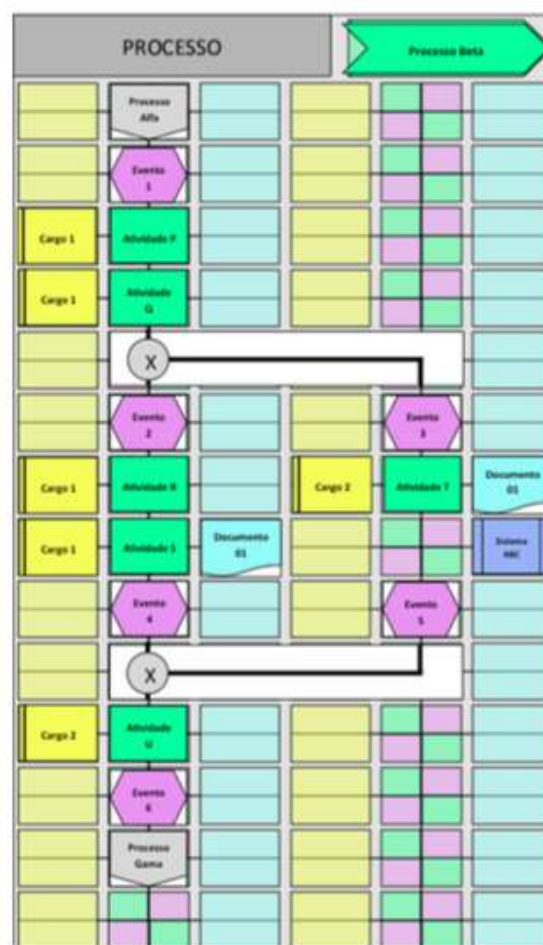 PROCESSO
Processo Beta
Processo
Alfa
Evento
1
Cargo 1
Atividade P
Cargo 1
Atividade
Q
X
Evento
2
Evento
3
Cargo 1
Atividade R
Cargo 2
Atividade T
Documento
01
Cargo 1
Atividade S
Documento
01
Sistema
Evento
4
Evento
5
X
Cargo 2
Atividade
U
Evento
6
Processo
Gama